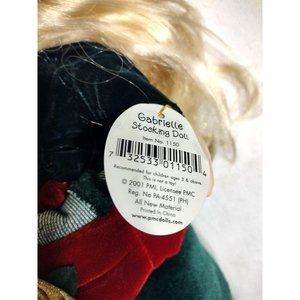 Gabrielle
Stocking Doll
Item No. 1150
7 32533 01150 4
Recommended for children ages 3 & above.
This is not a toy!
© 2001 PMI, Licensee PMC
Reg. No PA-4551 (PH)
All New Material
Printed in China
www.pmcdolls.com